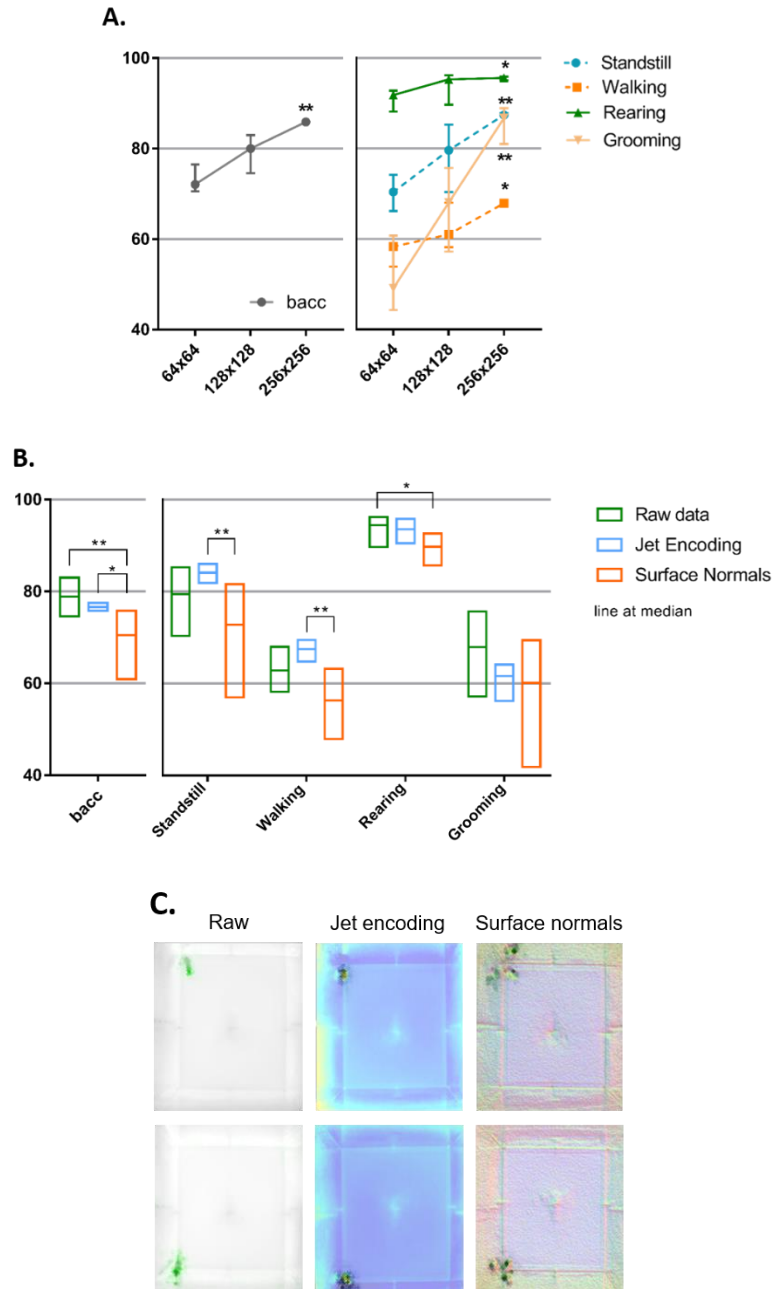 A.
100
80
60
40
64x64
128x128
256x256
**
bacc
64x64
128x128
256x256
*
**
**
*
Standstill
Walking
Rearing
Grooming
B.
100
80
60
40
**
*
bacc
**
**
*
Standstill
Walking
Rearing
Grooming
Raw data
Jet Encoding
Surface Normals
line at median
C.
Raw
Jet encoding
Surface normals